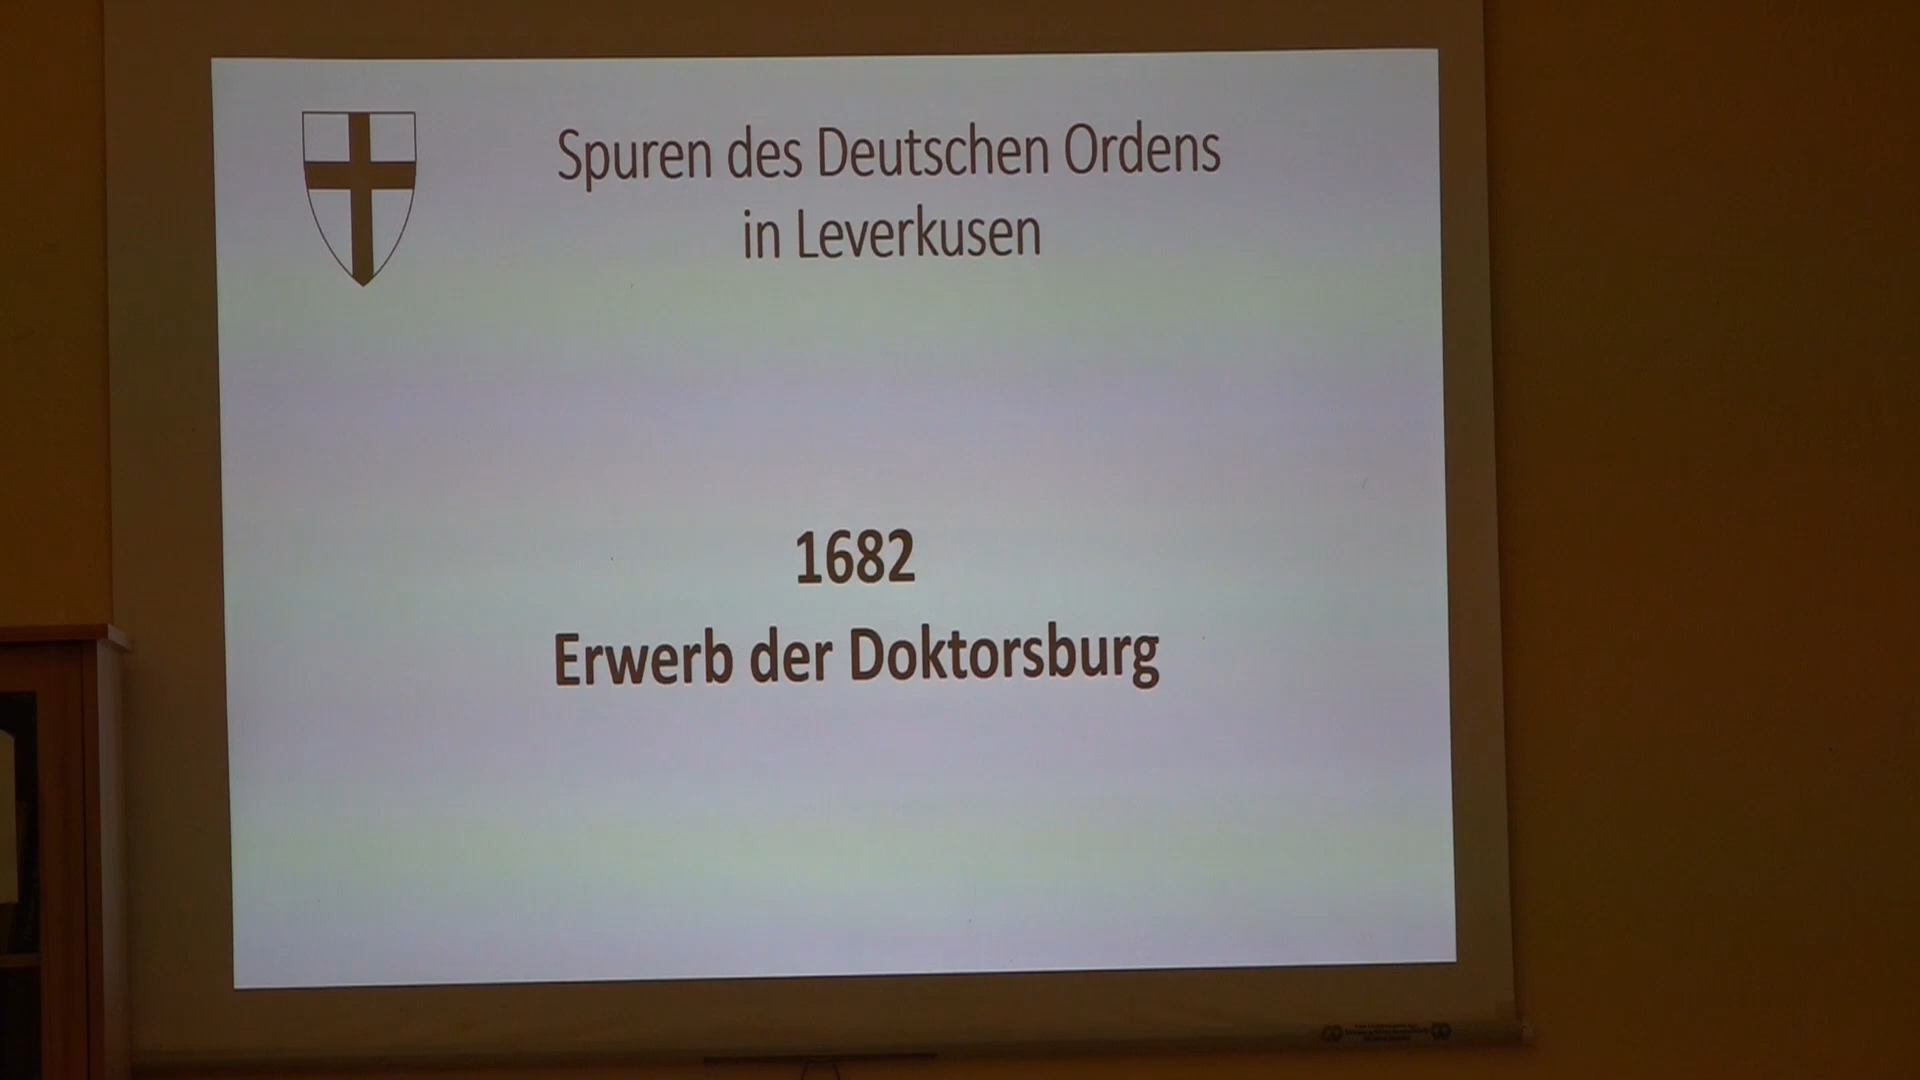 Spuren des Deutschen Ordens
in Leverkusen
1682
Erwerb der Doktorsburg